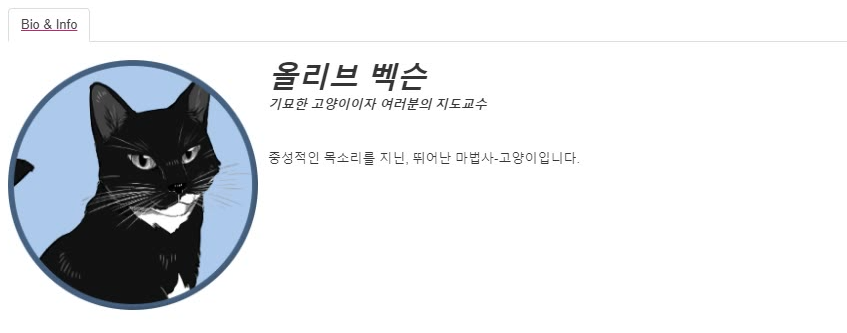 Bio & Info
올리브 벡슨
기묘한 고양이이자 여러분의 지도교수
중성적인 목소리를 지닌, 뛰어난 마법사-고양이입니다.